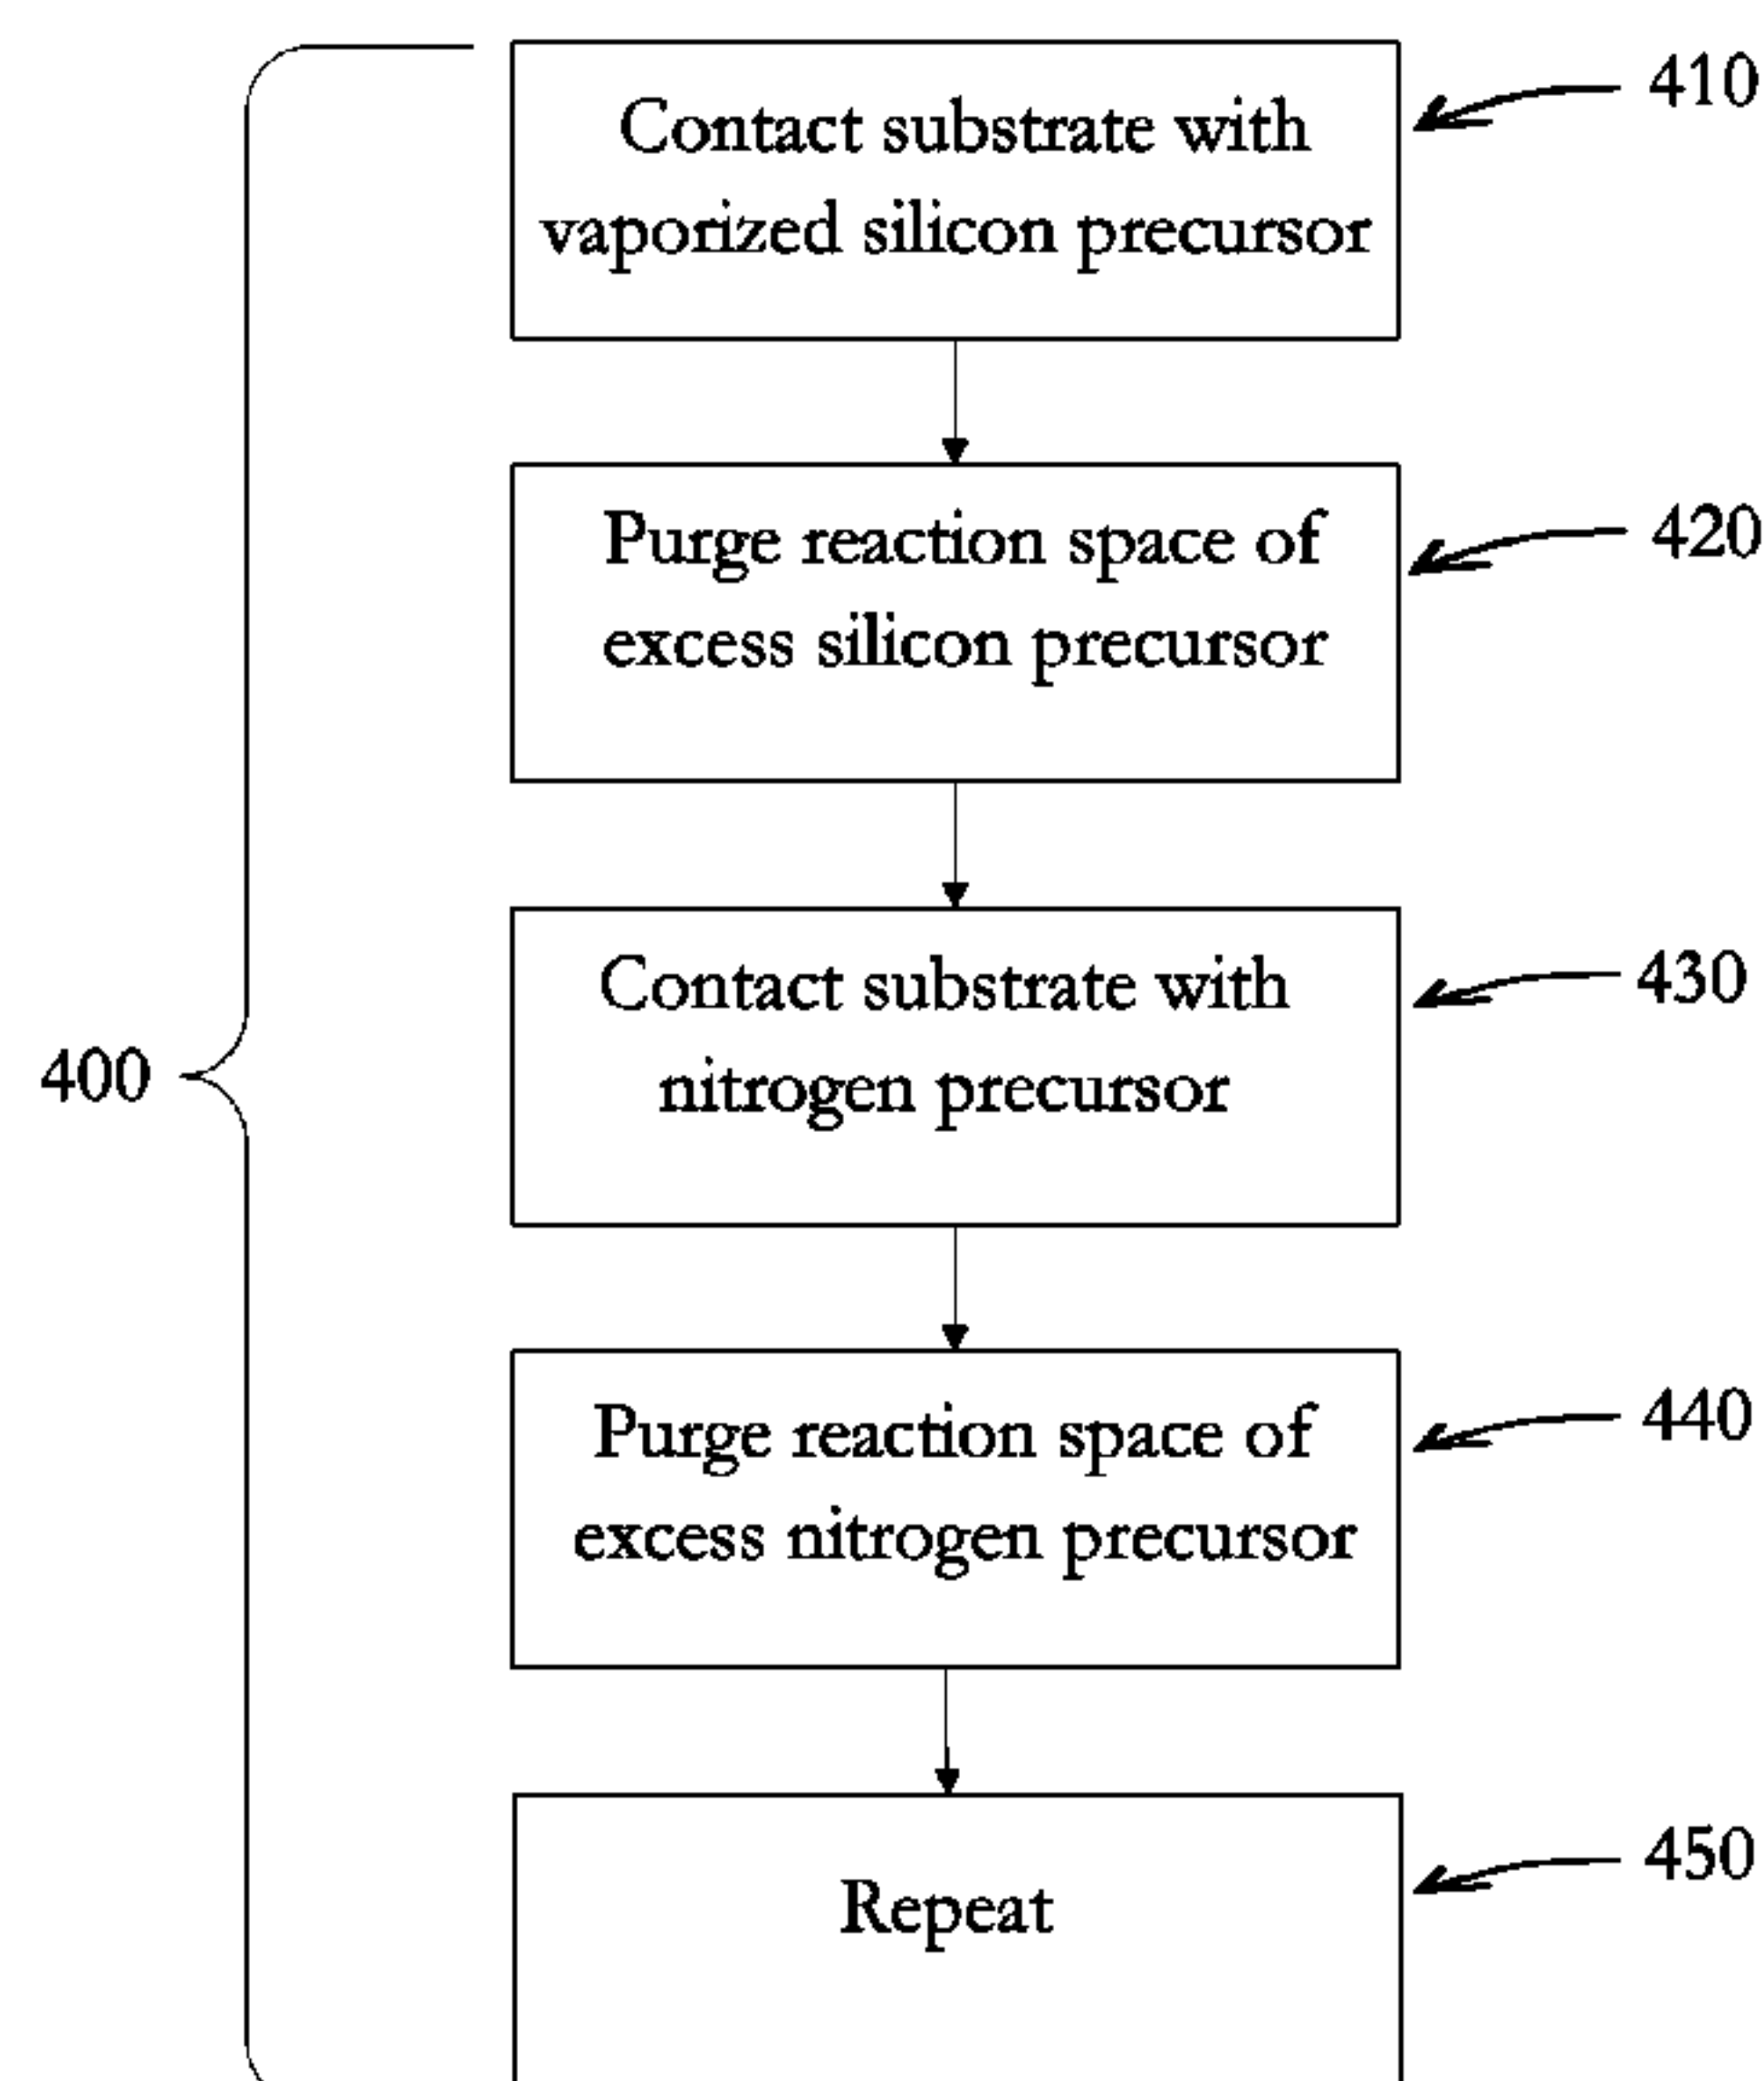 Contact substrate with
vaporized silicon precursor
410
Purge reaction space of
excess silicon precursor
420
Contact substrate with
nitrogen precursor
430
400
Purge reaction space of
excess nitrogen precursor
440
Repeat
450